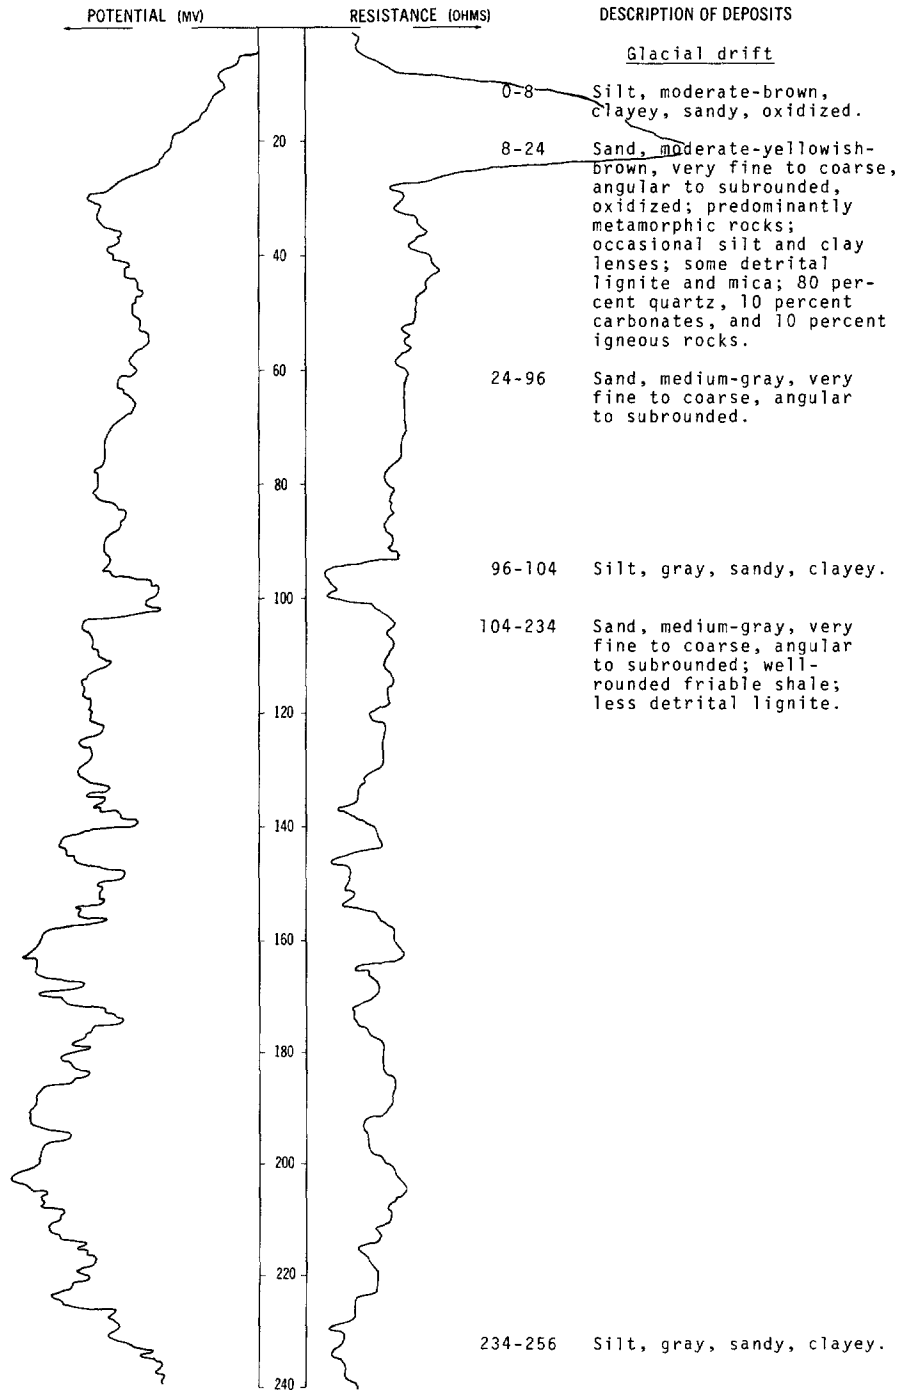 POTENTIAL (MV)
RESISTANCE (OHMS)
DESCRIPTION OF DEPOSITS
Glacial drift
0-8 Silt, moderate-brown,
clayey, sandy, oxidized.
20
8-24 Sand, moderate-yellowish-
brown, very fine to coarse,
angular to subrounded,
oxidized; predominantly
metamorphic rocks;
40
occasional silt and clay
lenses; some detrital
lignite and mica; 80 per-
cent quartz, 10 percent
carbonates, and 10 percent
igneous rocks.
60
24-96 Sand, medium-gray, very
fine to coarse, angular
to subrounded.
80
96-104 Silt, gray, sandy, clayey.
100
104-234 Sand, medium-gray, very
fine to coarse, angular
to subrounded; well-
rounded friable shale;
less detrital lignite.
120
140
160
180
200
220
234-256 Silt, gray, sandy, clayey.
240